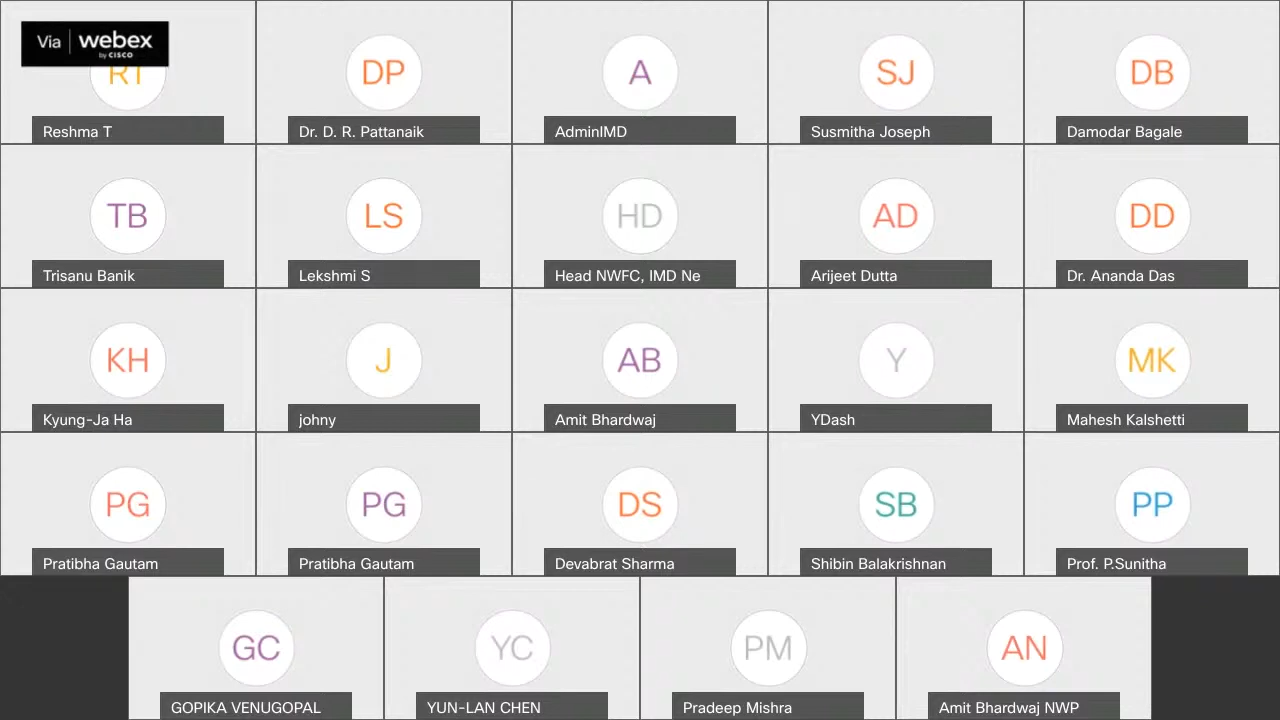 Via webex
by CISCO
RT
DP
A
SJ
DB
Reshma T
Dr. D. R. Pattanaik
AdminIMD
Susmitha Joseph
Damodar Bagale
TB
LS
HD
AD
DD
Trisanu Banik
Lekshmi S
Head NWFC, IMD Ne
Arijeet Dutta
Dr. Ananda Das
KH
J
AB
Y
MK
Kyung-Ja Ha
johny
Amit Bhardwaj
YDash
Mahesh Kalshetti
PG
PG
DS
SB
PP
Pratibha Gautam
Pratibha Gautam
Devabrat Sharma
Shibin Balakrishnan
Prof. P.Sunitha
GC
YC
PM
AN
GOPIKA VENUGOPAL
YUN-LAN CHEN
Pradeep Mishra
Amit Bhardwaj NWP